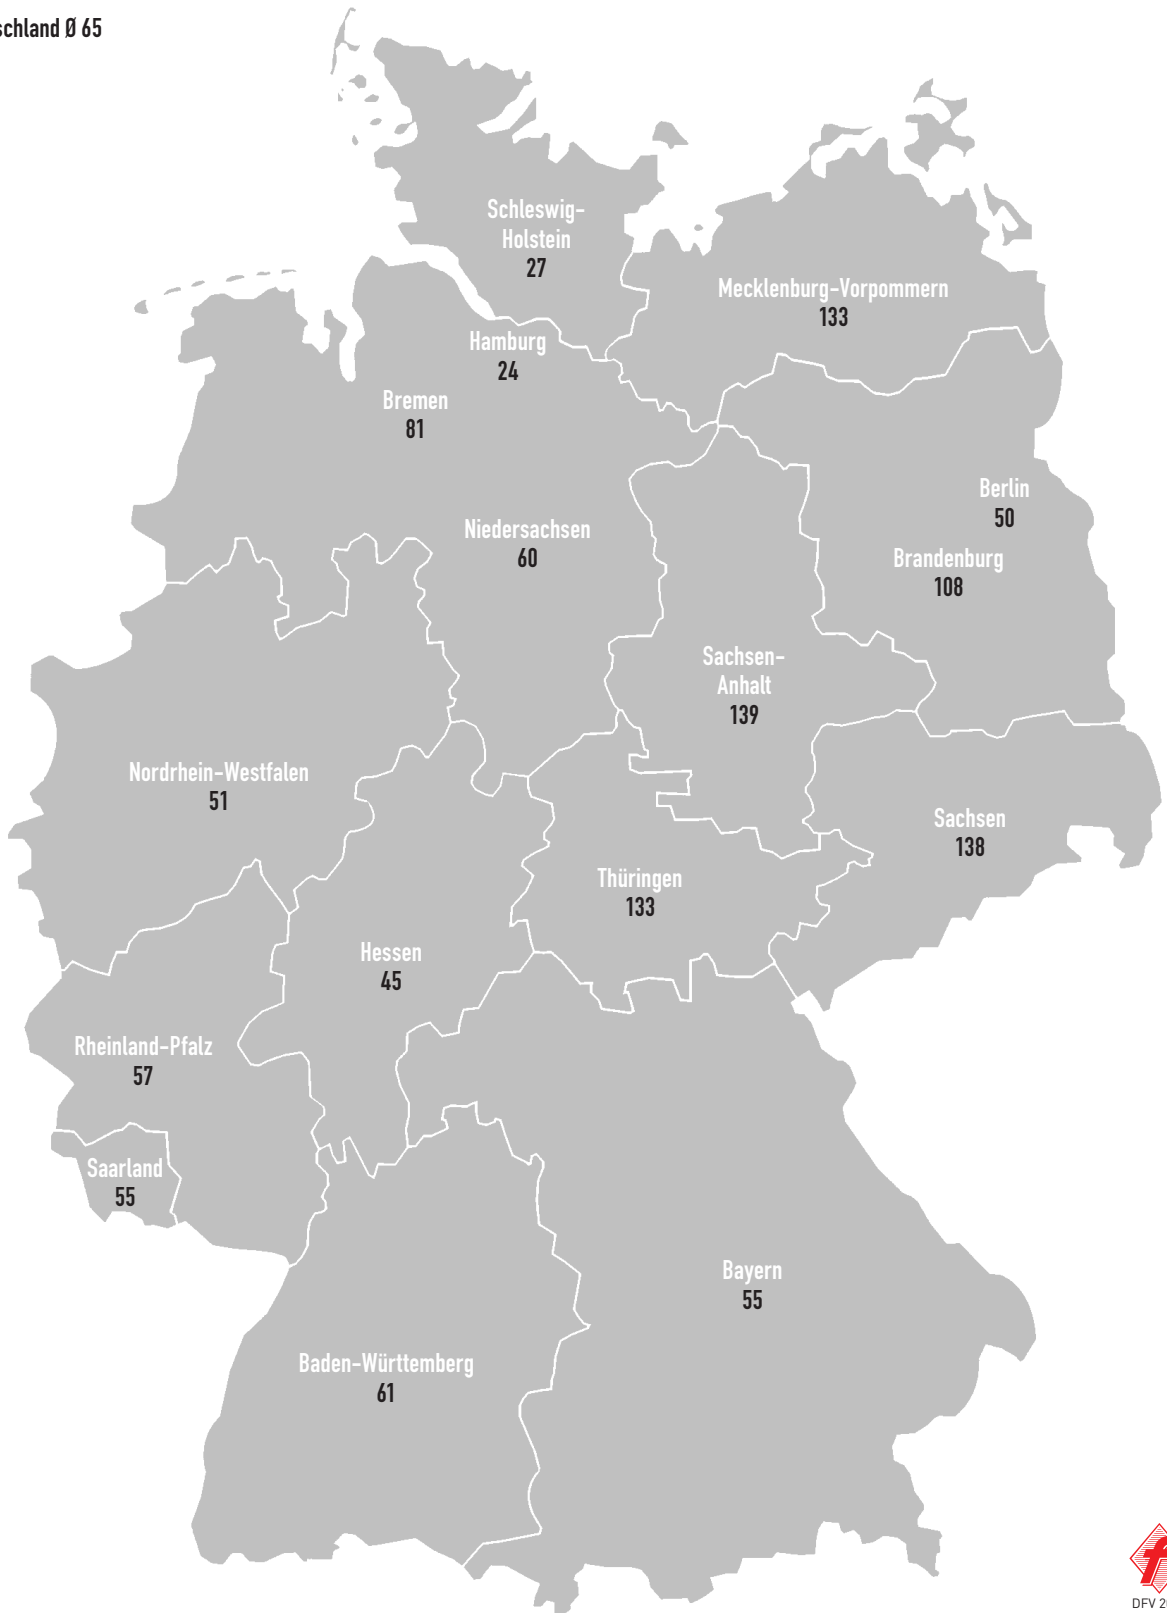 schland Ø 65
Schleswig-
Holstein
27
Mecklenburg-Vorpommern
133
Hamburg
24
Bremen
81
Berlin
50
Niedersachsen
60
Brandenburg
108
Sachsen-
Anhalt
139
Nordrhein-Westfalen
51
Sachsen
138
Thüringen
133
Hessen
45
Rheinland-Pfalz
57
Saarland
55
Bayern
55
Baden-Württemberg
61
f
DFV 20